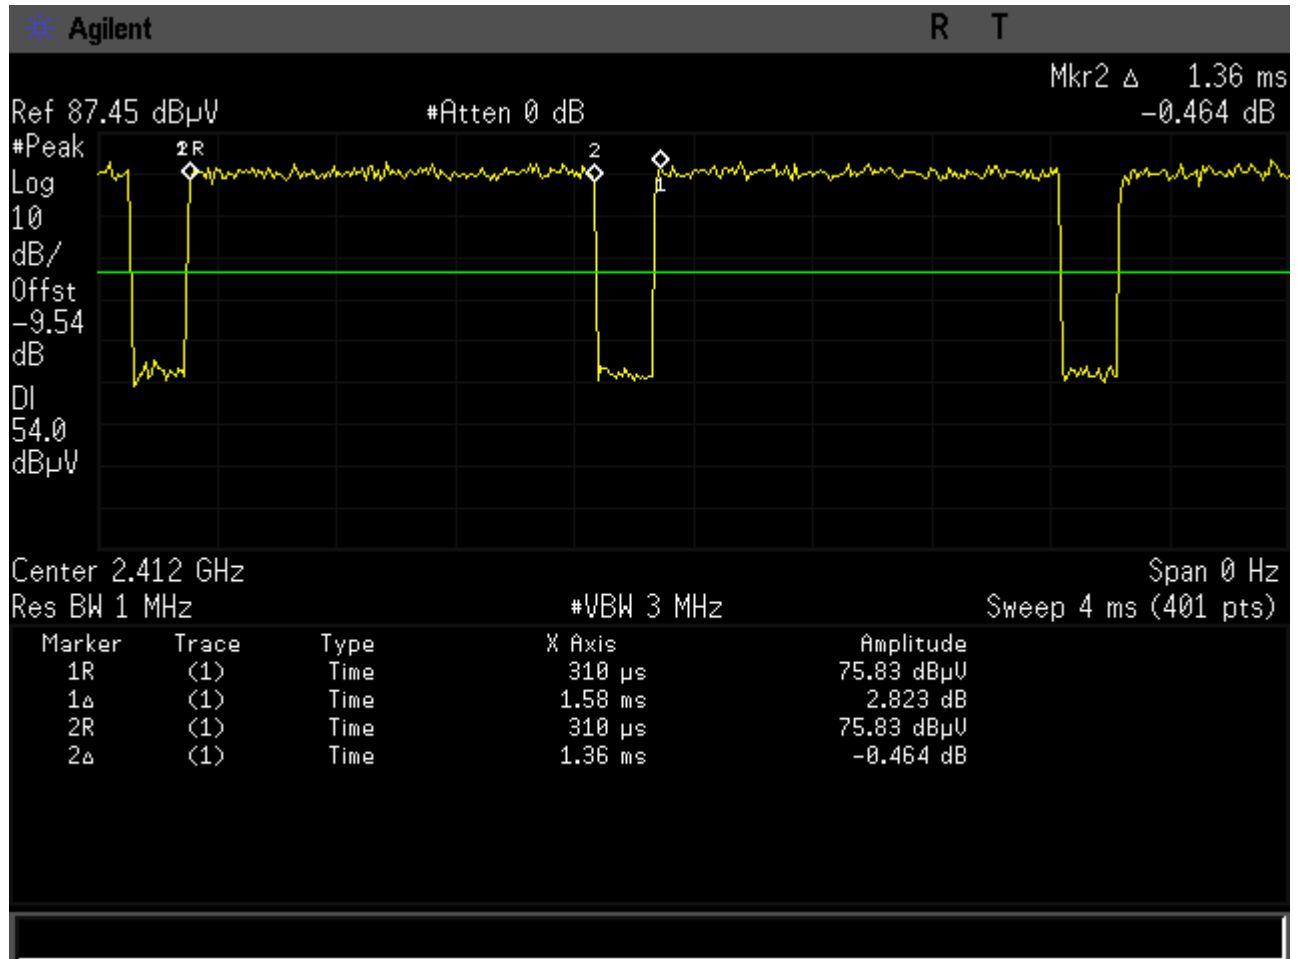 Agilent R T
Mkr2 Δ 1.36 ms
Ref 87.45 dBµV #Atten 0 dB -0.464 dB
#Peak
Log
10
dB/
Offst
-9.54
dB
DI
54.0
dBµV
2R 2
1
Center 2.412 GHz Span 0 Hz
Res BW 1 MHz #VBW 3 MHz Sweep 4 ms (401 pts)
Marker Trace Type X Axis Amplitude
1R (1) Time 310 µs 75.83 dBµV
1Δ (1) Time 1.58 ms 2.823 dB
2R (1) Time 310 µs 75.83 dBµV
2Δ (1) Time 1.36 ms -0.464 dB